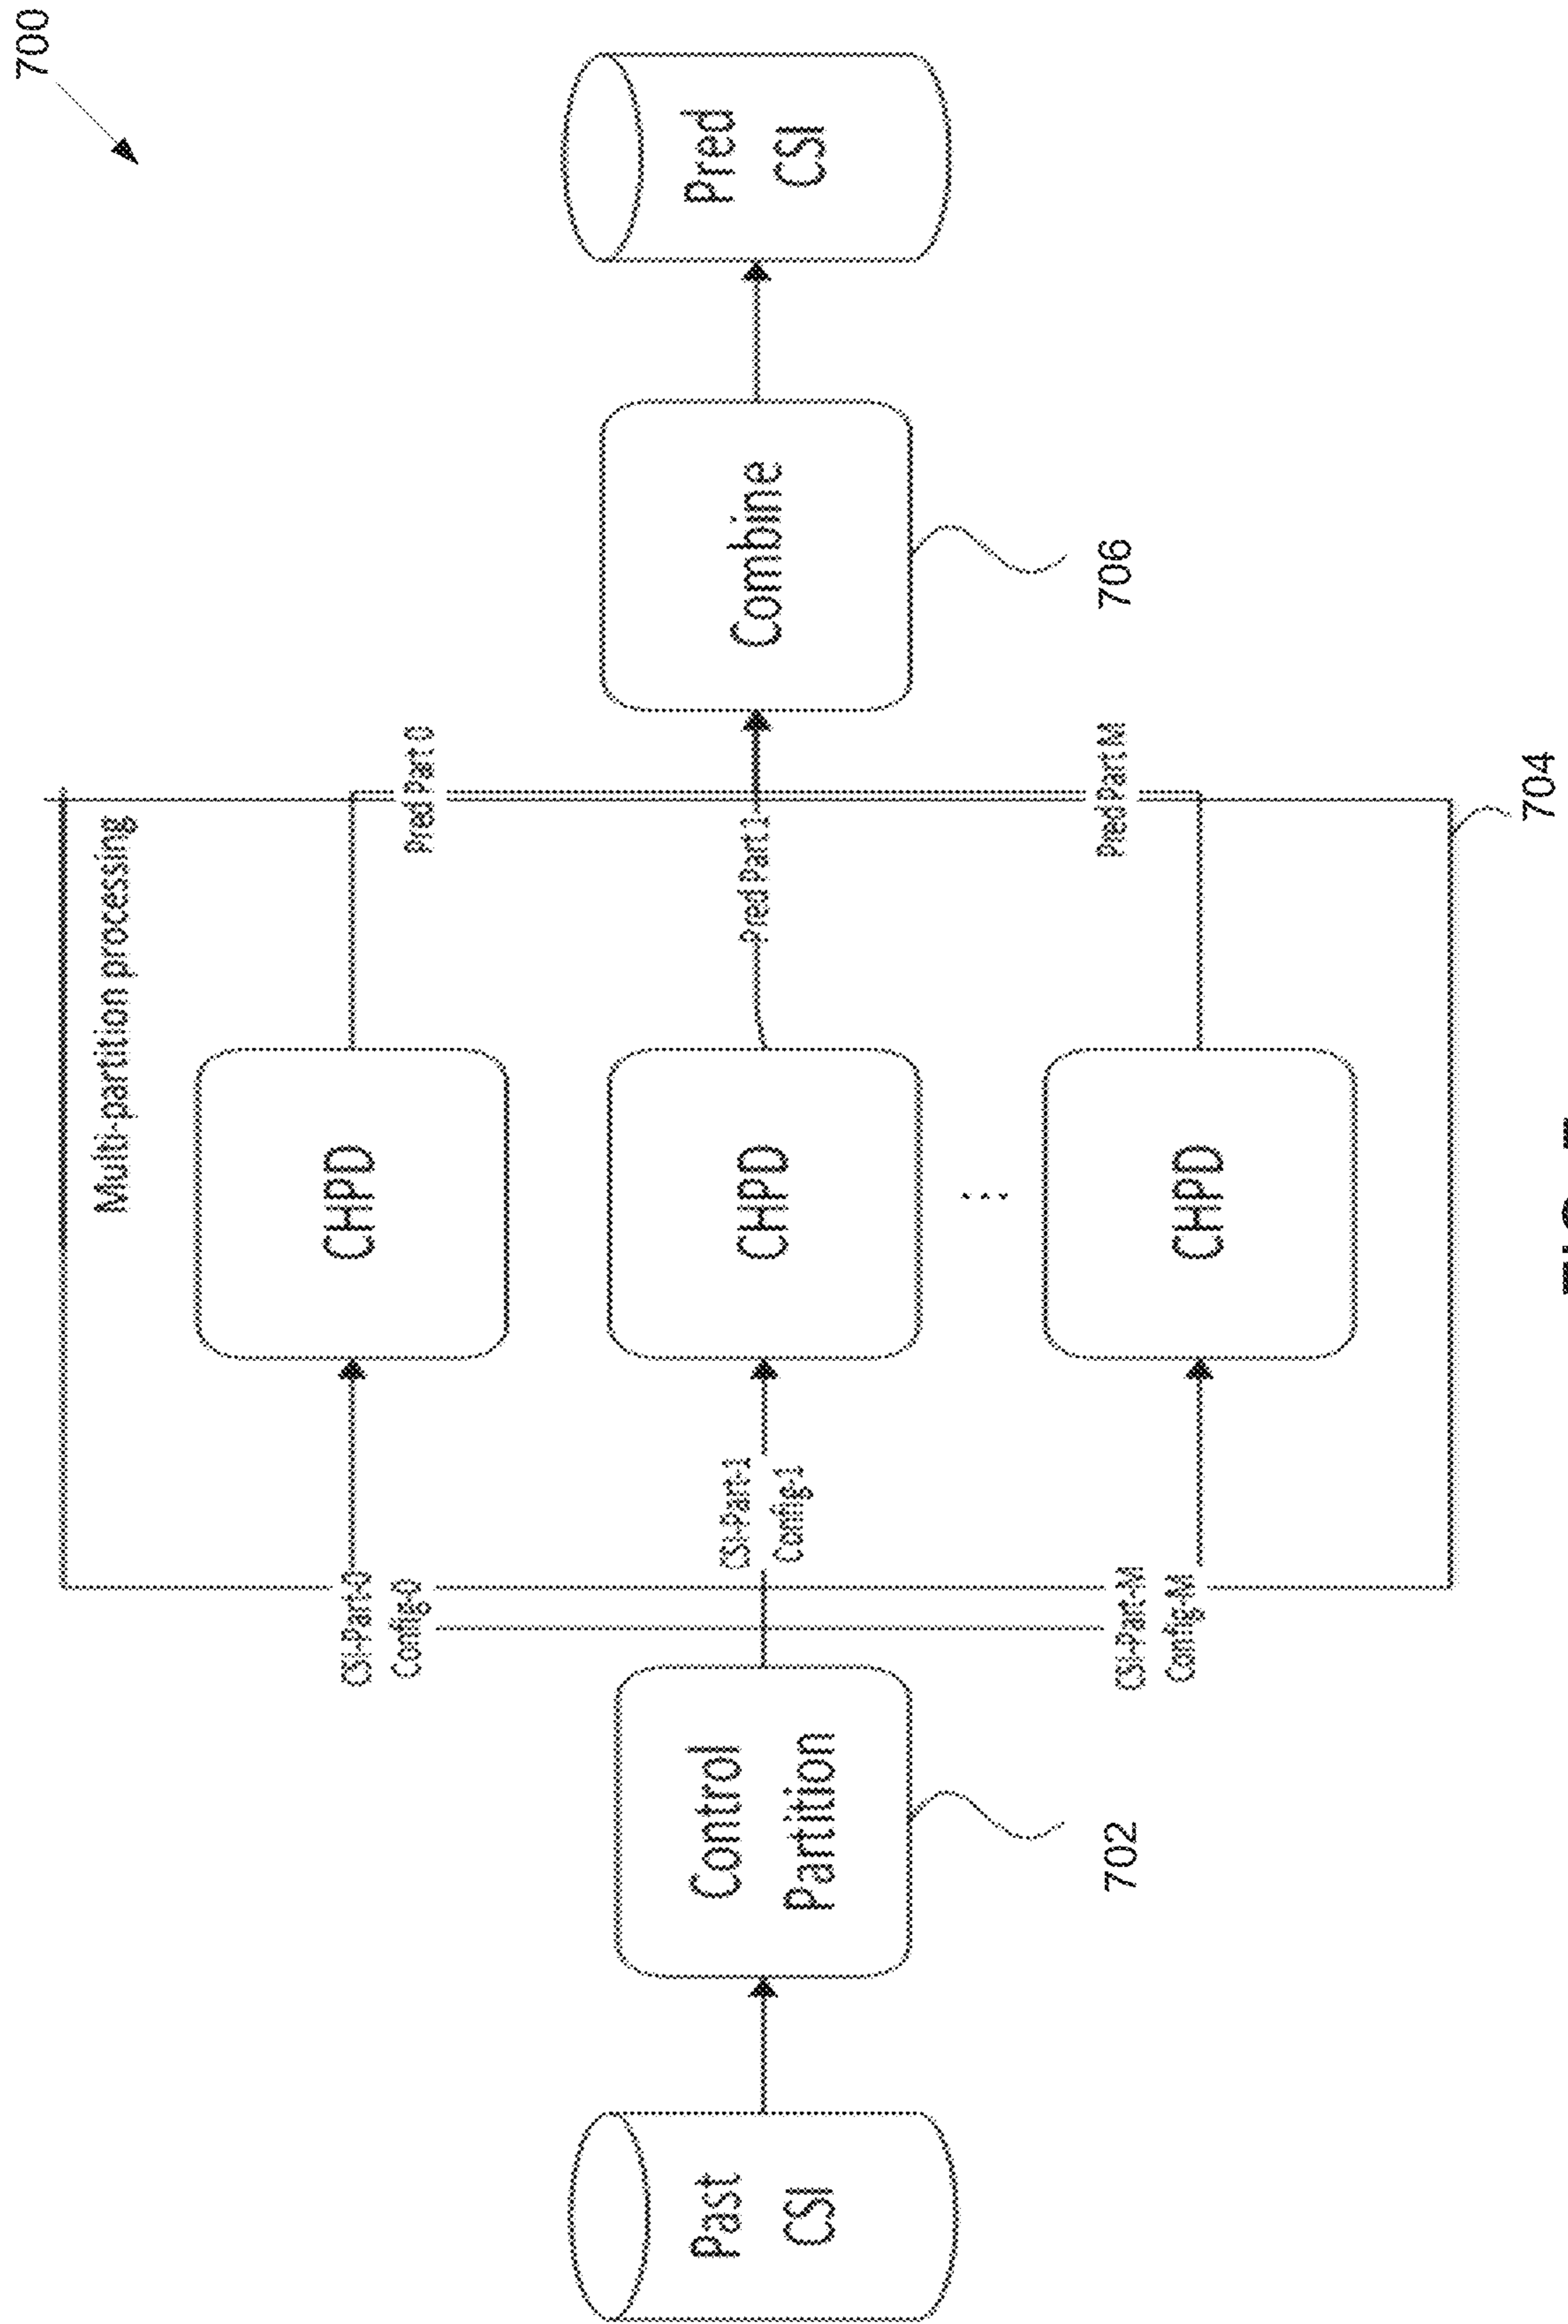 700
Past
CSI
Control
Partition
702
CSI-Part-0
Config-0
CSI-Part-1
Config-1
CSI-Part-M
Config-M
Multi-partition processing
CHPD
CHPD
...
CHPD
704
Pred Part 0
Pred Part 1
Pred Part M
Combine
706
Pred
CSI